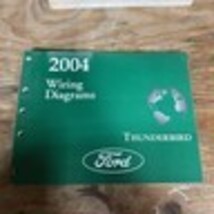 2004
Wiring
Diagrams
THUNDERBIRD
Ford